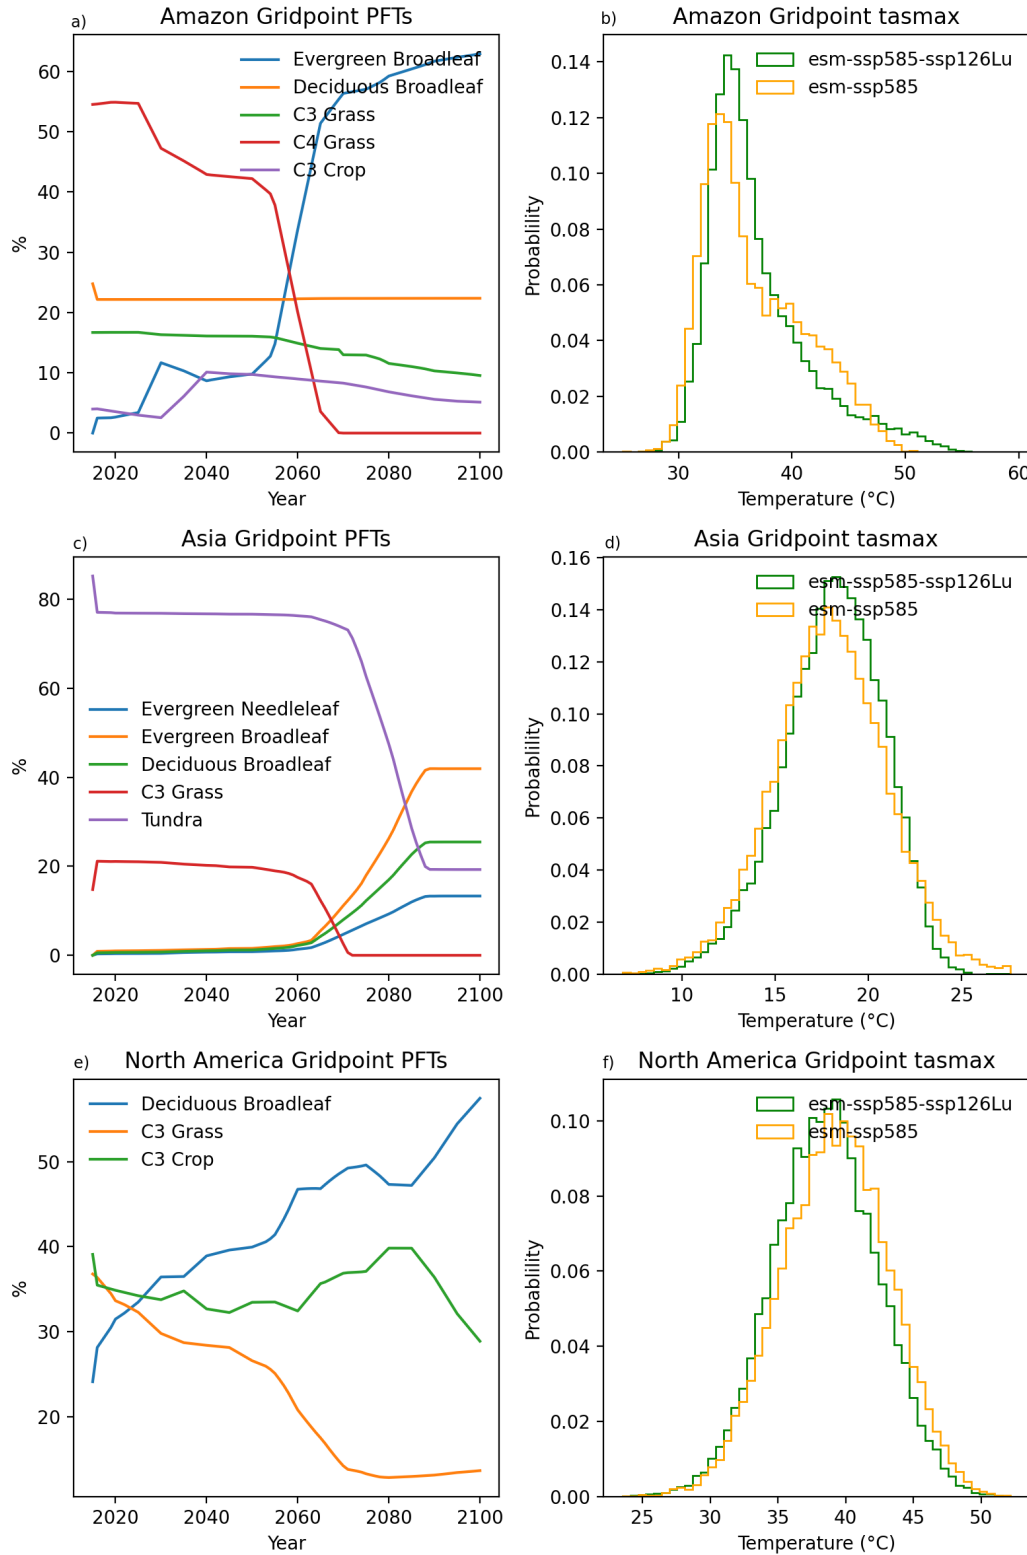 a) Amazon Gridpoint PFTs
Evergreen Broadleaf
Deciduous Broadleaf
C3 Grass
C4 Grass
C3 Crop
60
50
40
30
20
10
0
%
2020 2040 2060 2080 2100
Year
b) Amazon Gridpoint tasmax
esm-ssp585-ssp126Lu
esm-ssp585
0.14
0.12
0.10
0.08
0.06
0.04
0.02
0.00
Probablility
30 40 50 60
Temperature (°C)
c) Asia Gridpoint PFTs
80
60
40
20
0
%
Evergreen Needleleaf
Evergreen Broadleaf
Deciduous Broadleaf
C3 Grass
Tundra
2020 2040 2060 2080 2100
Year
d) Asia Gridpoint tasmax
esm-ssp585-ssp126Lu
esm-ssp585
0.16
0.14
0.12
0.10
0.08
0.06
0.04
0.02
0.00
Probablility
10 15 20 25
Temperature (°C)
e) North America Gridpoint PFTs
Deciduous Broadleaf
C3 Grass
C3 Crop
50
40
30
20
%
2020 2040 2060 2080 2100
Year
f) North America Gridpoint tasmax
esm-ssp585-ssp126Lu
esm-ssp585
0.10
0.08
0.06
0.04
0.02
0.00
Probablility
25 30 35 40 45 50
Temperature (°C)